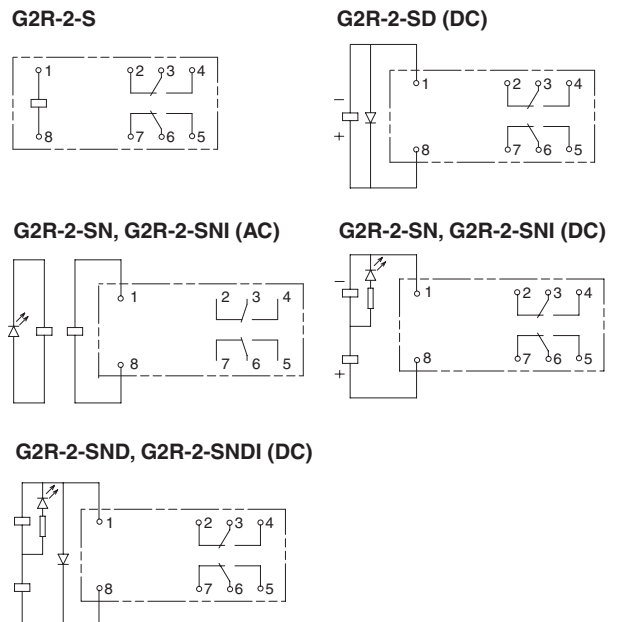 G2R-2-S
1 2 3 4
8 7 6 5
G2R-2-SD (DC)
−
+
1 2 3 4
8 7 6 5
G2R-2-SN, G2R-2-SNI (AC)
1 2 3 4
8 7 6 5
G2R-2-SN, G2R-2-SNI (DC)
−
+
1 2 3 4
8 7 6 5
G2R-2-SND, G2R-2-SNDI (DC)
1 2 3 4
8 7 6 5